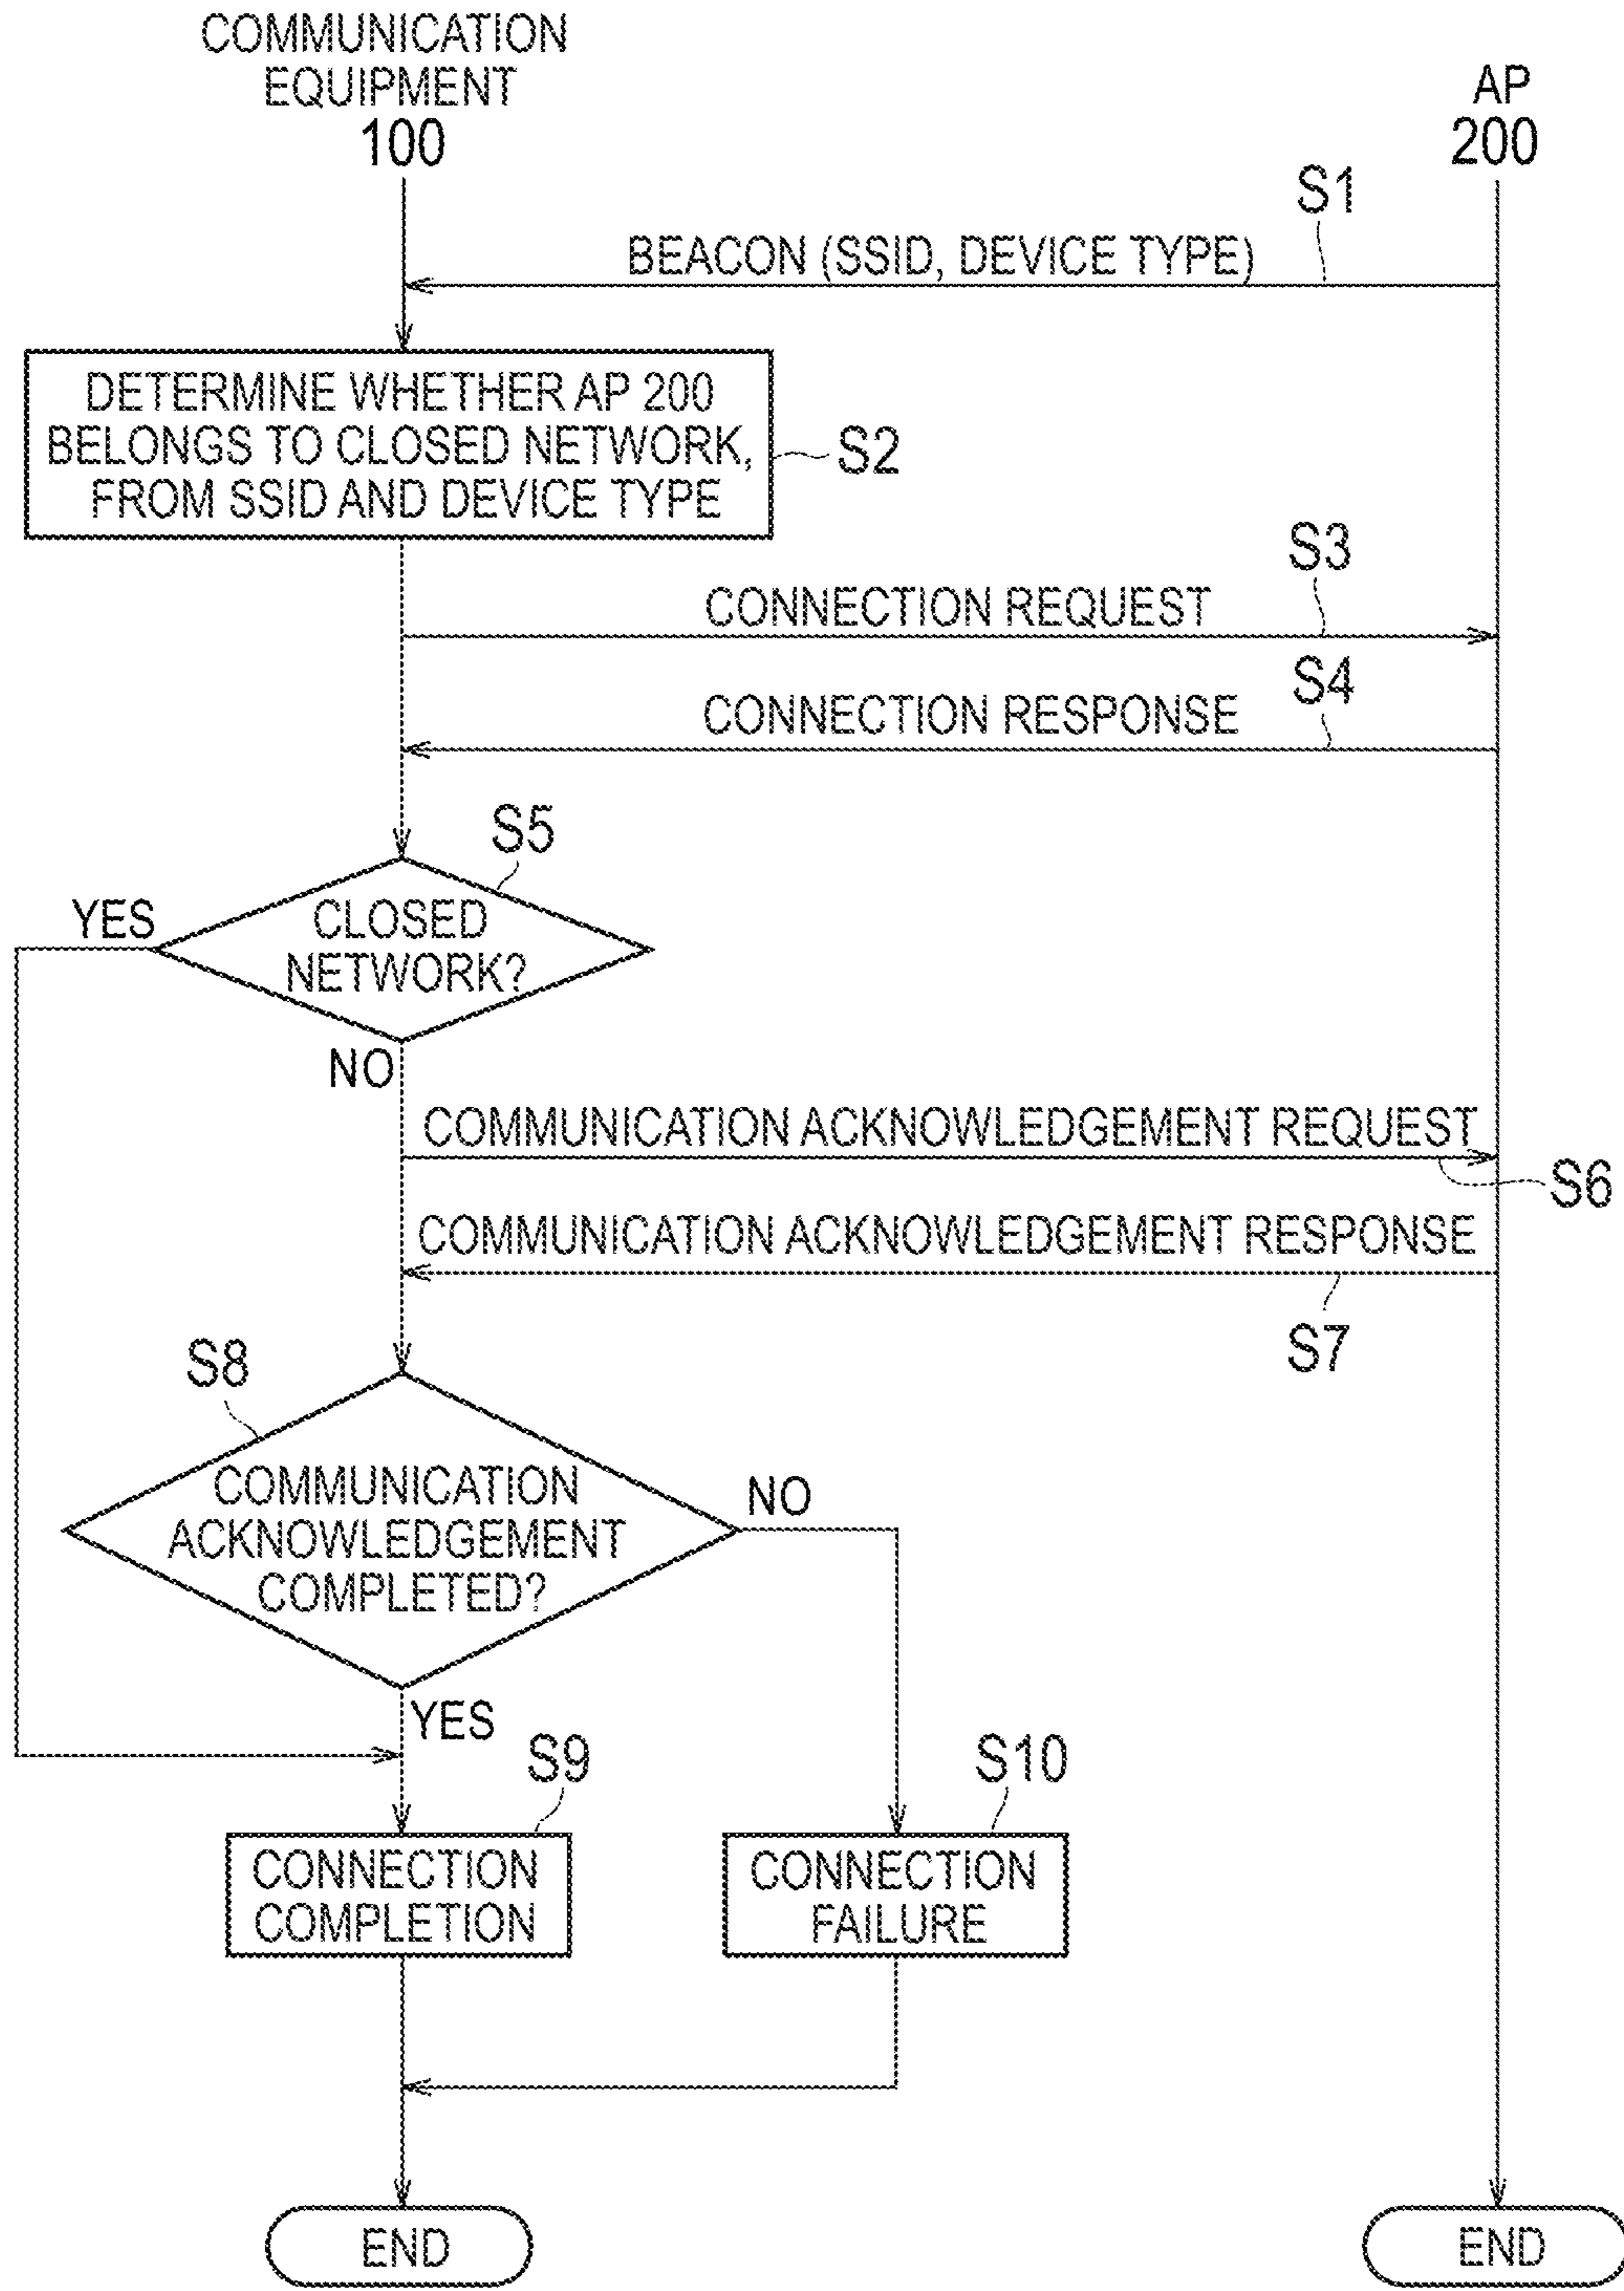 COMMUNICATION
EQUIPMENT
100
AP
200
S1
BEACON (SSID, DEVICE TYPE)
DETERMINE WHETHER AP 200
BELONGS TO CLOSED NETWORK,
FROM SSID AND DEVICE TYPE
S2
S3
CONNECTION REQUEST
S4
CONNECTION RESPONSE
S5
YES
CLOSED
NETWORK?
NO
COMMUNICATION ACKNOWLEDGEMENT REQUEST
S6
COMMUNICATION ACKNOWLEDGEMENT RESPONSE
S7
S8
COMMUNICATION
ACKNOWLEDGEMENT
COMPLETED?
NO
YES
S9
S10
CONNECTION
COMPLETION
CONNECTION
FAILURE
END
END